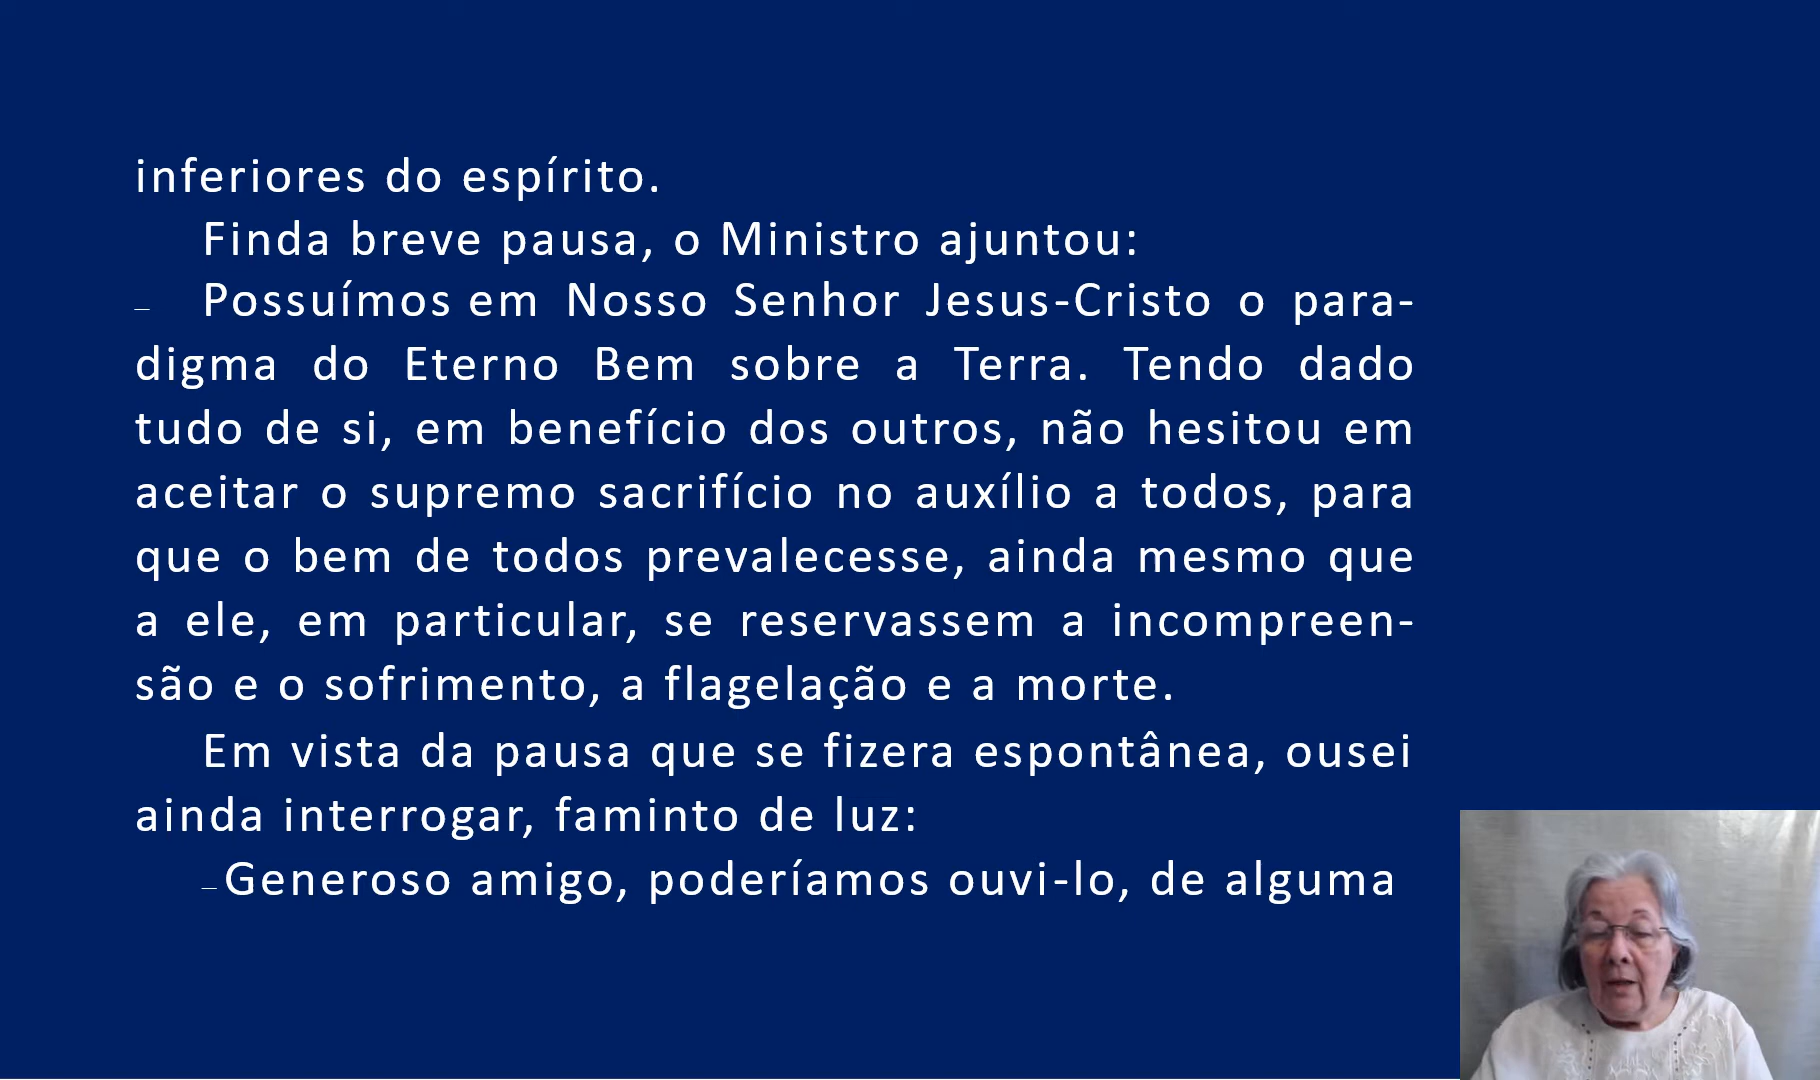 inferiores do espírito.
Finda breve pausa, o Ministro ajuntou:
– Possuímos em Nosso Senhor Jesus-Cristo o para-
digma do Eterno Bem sobre a Terra. Tendo dado
tudo de si, em benefício dos outros, não hesitou em
aceitar o supremo sacrifício no auxílio a todos, para
que o bem de todos prevalecesse, ainda mesmo que
a ele, em particular, se reservassem a incompreen-
são e o sofrimento, a flagelação e a morte.
Em vista da pausa que se fizera espontânea, ousei
ainda interrogar, faminto de luz:
–Generoso amigo, poderíamos ouvi-lo, de alguma